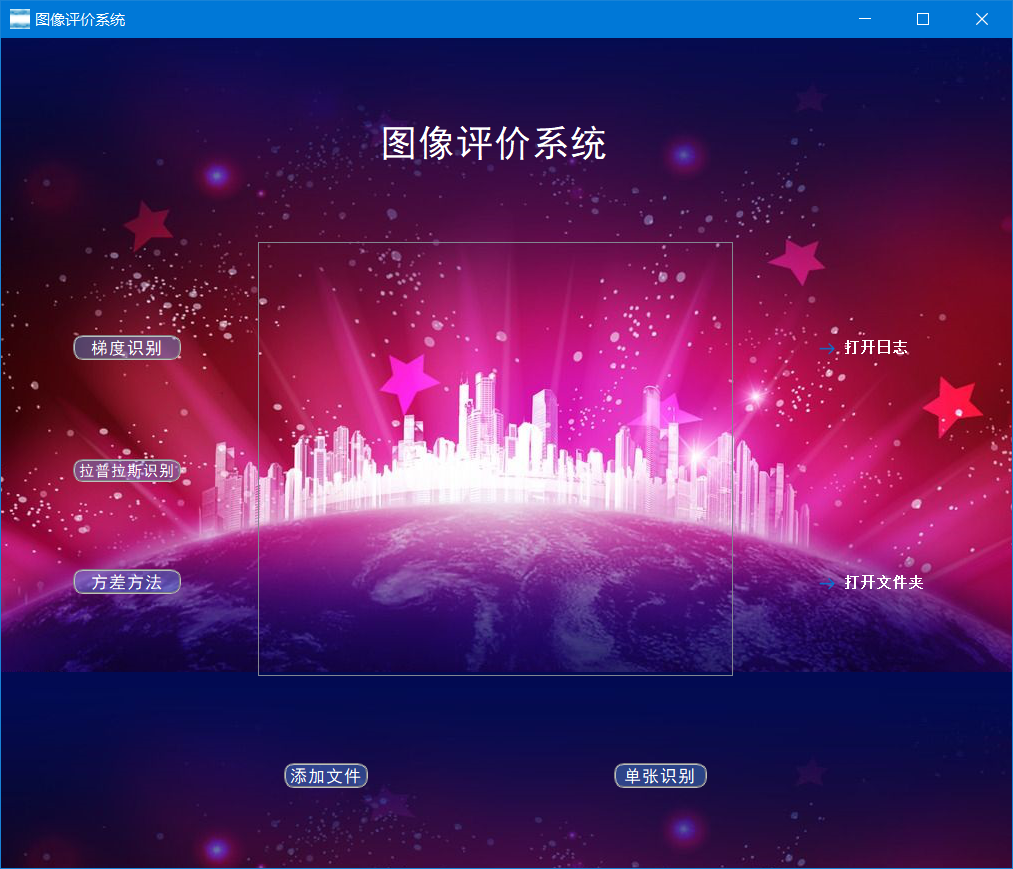 图像评价系统
图像评价系统
梯度识别
打开日志
拉普拉斯识别
方差方法
打开文件夹
添加文件
单张识别